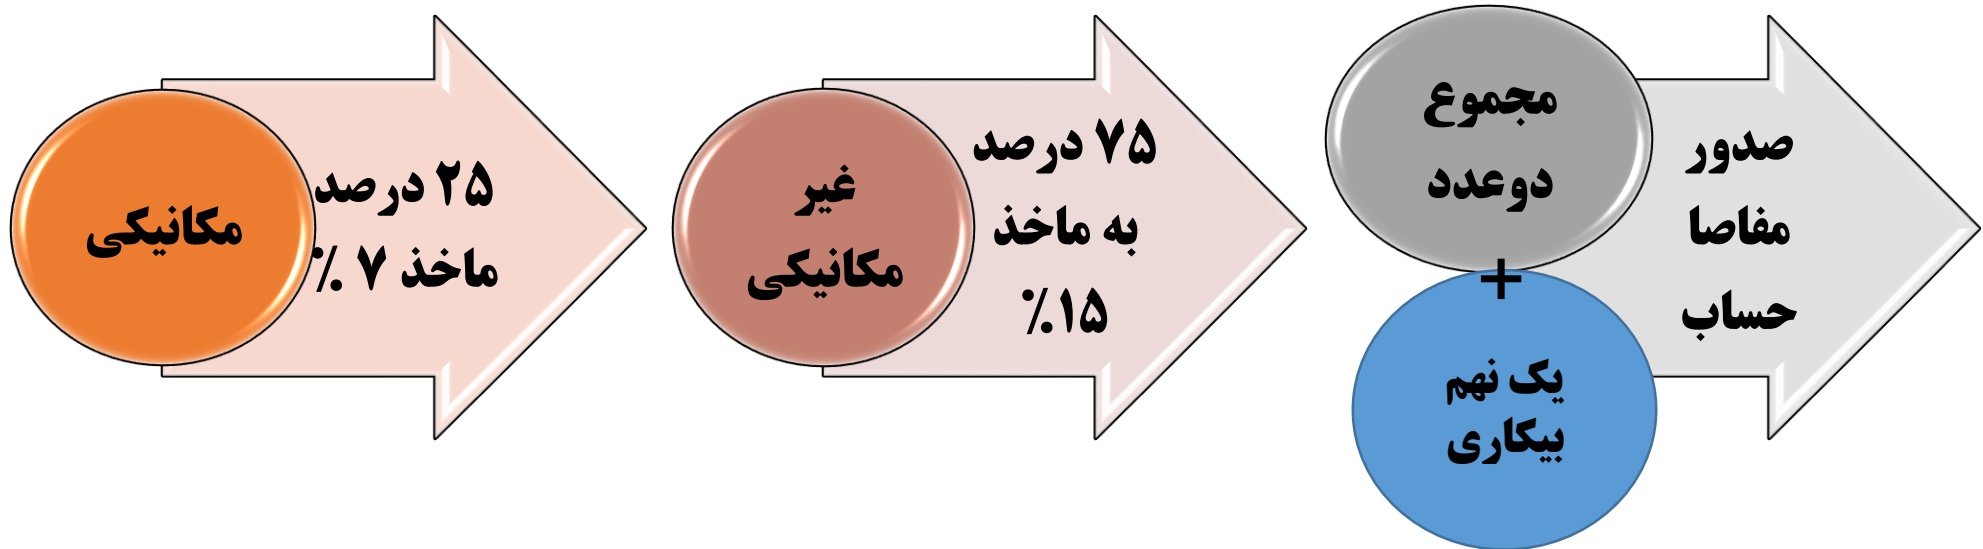 مکانیکی
۲۵ درصد
ماخذ ۷ ٪
غیر
مکانیکی
۷۵ درصد
به ماخذ
۱۵٪
مجموع
دوعدد
+
یک نهم
بیکاری
صدور
مفاصا
حساب